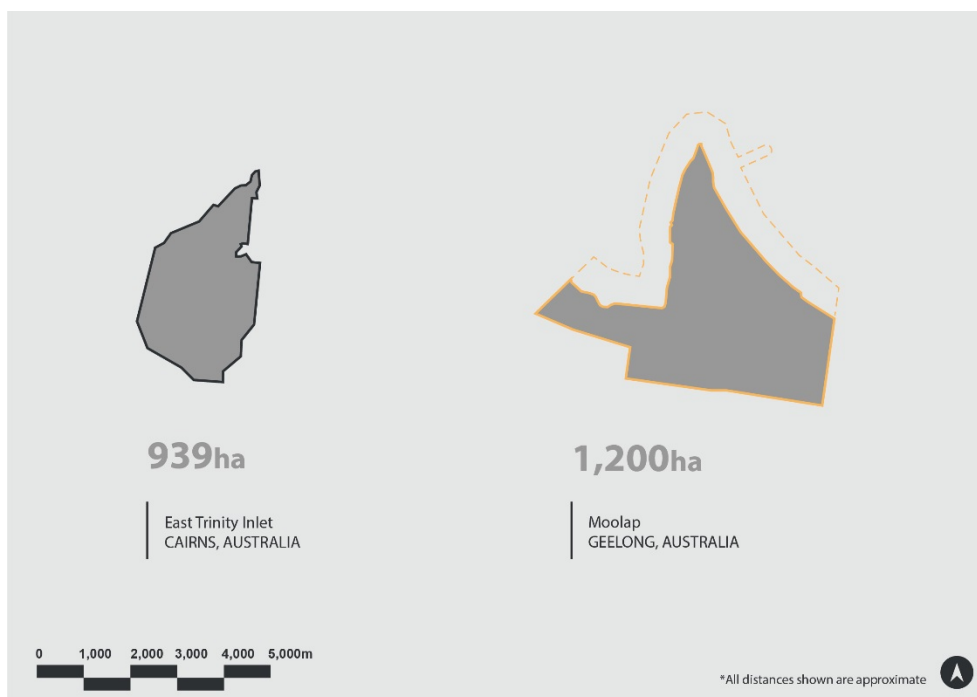 939ha
East Trinity Inlet
CAIRNS, AUSTRALIA
1,200ha
Moolap
GEELONG, AUSTRALIA
0 1,000 2,000 3,000 4,000 5,000m
*All distances shown are approximate